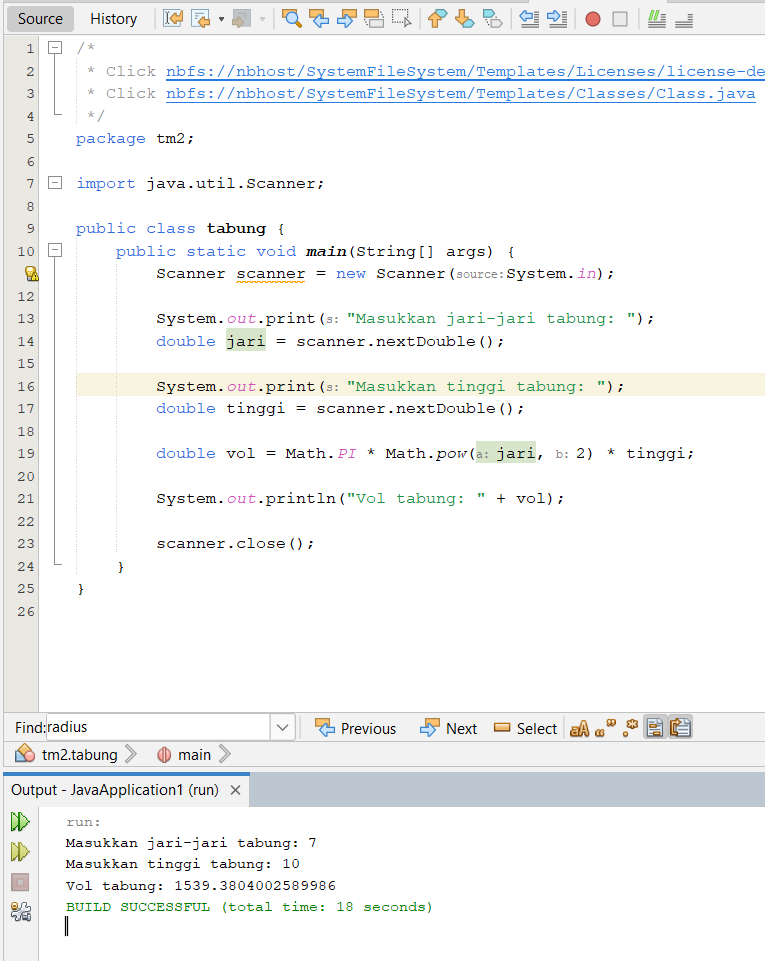 Source History
1 /*
2 * Click nbfs://nbhost/SystemFileSystem/Templates/Licenses/license-de
3 * Click nbfs://nbhost/SystemFileSystem/Templates/Classes/Class.java
4 */
5 package tm2;
6
7 import java.util.Scanner;
8
9 public class tabung {
10 public static void main(String[] args) {
Scanner scanner = new Scanner(source:System.in);
12
13 System.out.print(s: "Masukkan jari-jari tabung: ");
14 double jari = scanner.nextDouble();
15
16 System.out.print(s: "Masukkan tinggi tabung: ");
17 double tinggi = scanner.nextDouble();
18
19 double vol = Math.PI * Math.pow(a: jari, b: 2) * tinggi;
20
21 System.out.println("Vol tabung: " + vol);
22
23 scanner.close();
24 }
25 }
26
Find: radius Previous Next Select
tm2.tabung main
Output - JavaApplication1 (run)
run:
Masukkan jari-jari tabung: 7
Masukkan tinggi tabung: 10
Vol tabung: 1539.3804002589986
BUILD SUCCESSFUL (total time: 18 seconds)